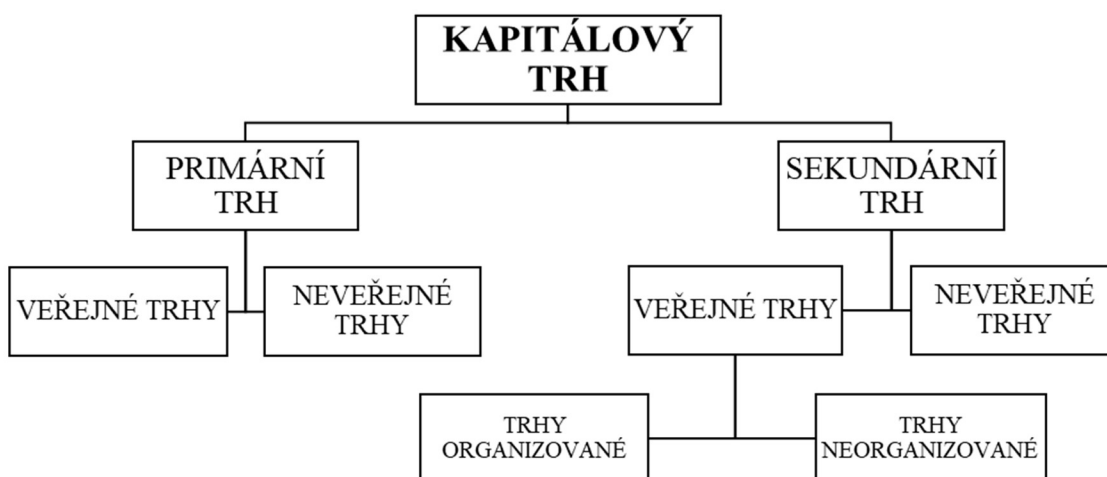 KAPITÁLOVÝ
TRH
PRIMÁRNÍ
TRH
SEKUNDÁRNÍ
TRH
VEŘEJNÉ TRHY
NEVEŘEJNÉ
TRHY
VEŘEJNÉ TRHY
NEVEŘEJNÉ
TRHY
TRHY
ORGANIZOVANÉ
TRHY
NEORGANIZOVANÉ